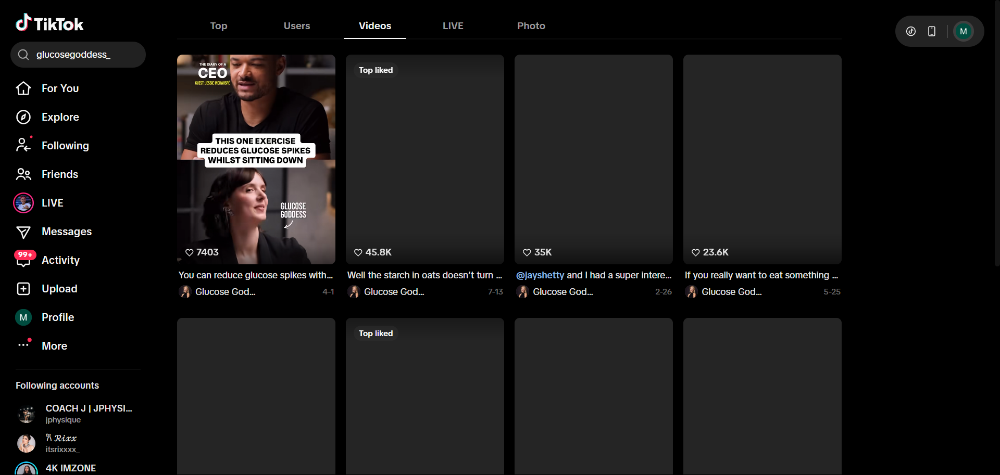 TikTok
glucosegoddess_
For You
Explore
Following
Friends
LIVE
Messages
99+
Activity
Upload
M
Profile
More
Following accounts
COACH J | JPHYSI...
jphysique
𐙚 𝓡𝓲𝔁𝔁
itsrixxxx_
4K IMZONE
Top
Users
Videos
LIVE
Photo
M
THE DIARY OF A
CEO
GUEST: JESSIE INCHAUSPÉ
THIS ONE EXERCISE
REDUCES GLUCOSE SPIKES
WHILST SITTING DOWN
GLUCOSE
GODDESS
7403
You can reduce glucose spikes with...
Glucose God...
4-1
Top liked
45.8K
Well the starch in oats doesn’t turn ...
Glucose God...
7-13
35K
@jayshetty and I had a super intere...
Glucose God...
2-26
23.6K
If you really want to eat something ...
Glucose God...
5-25
Top liked